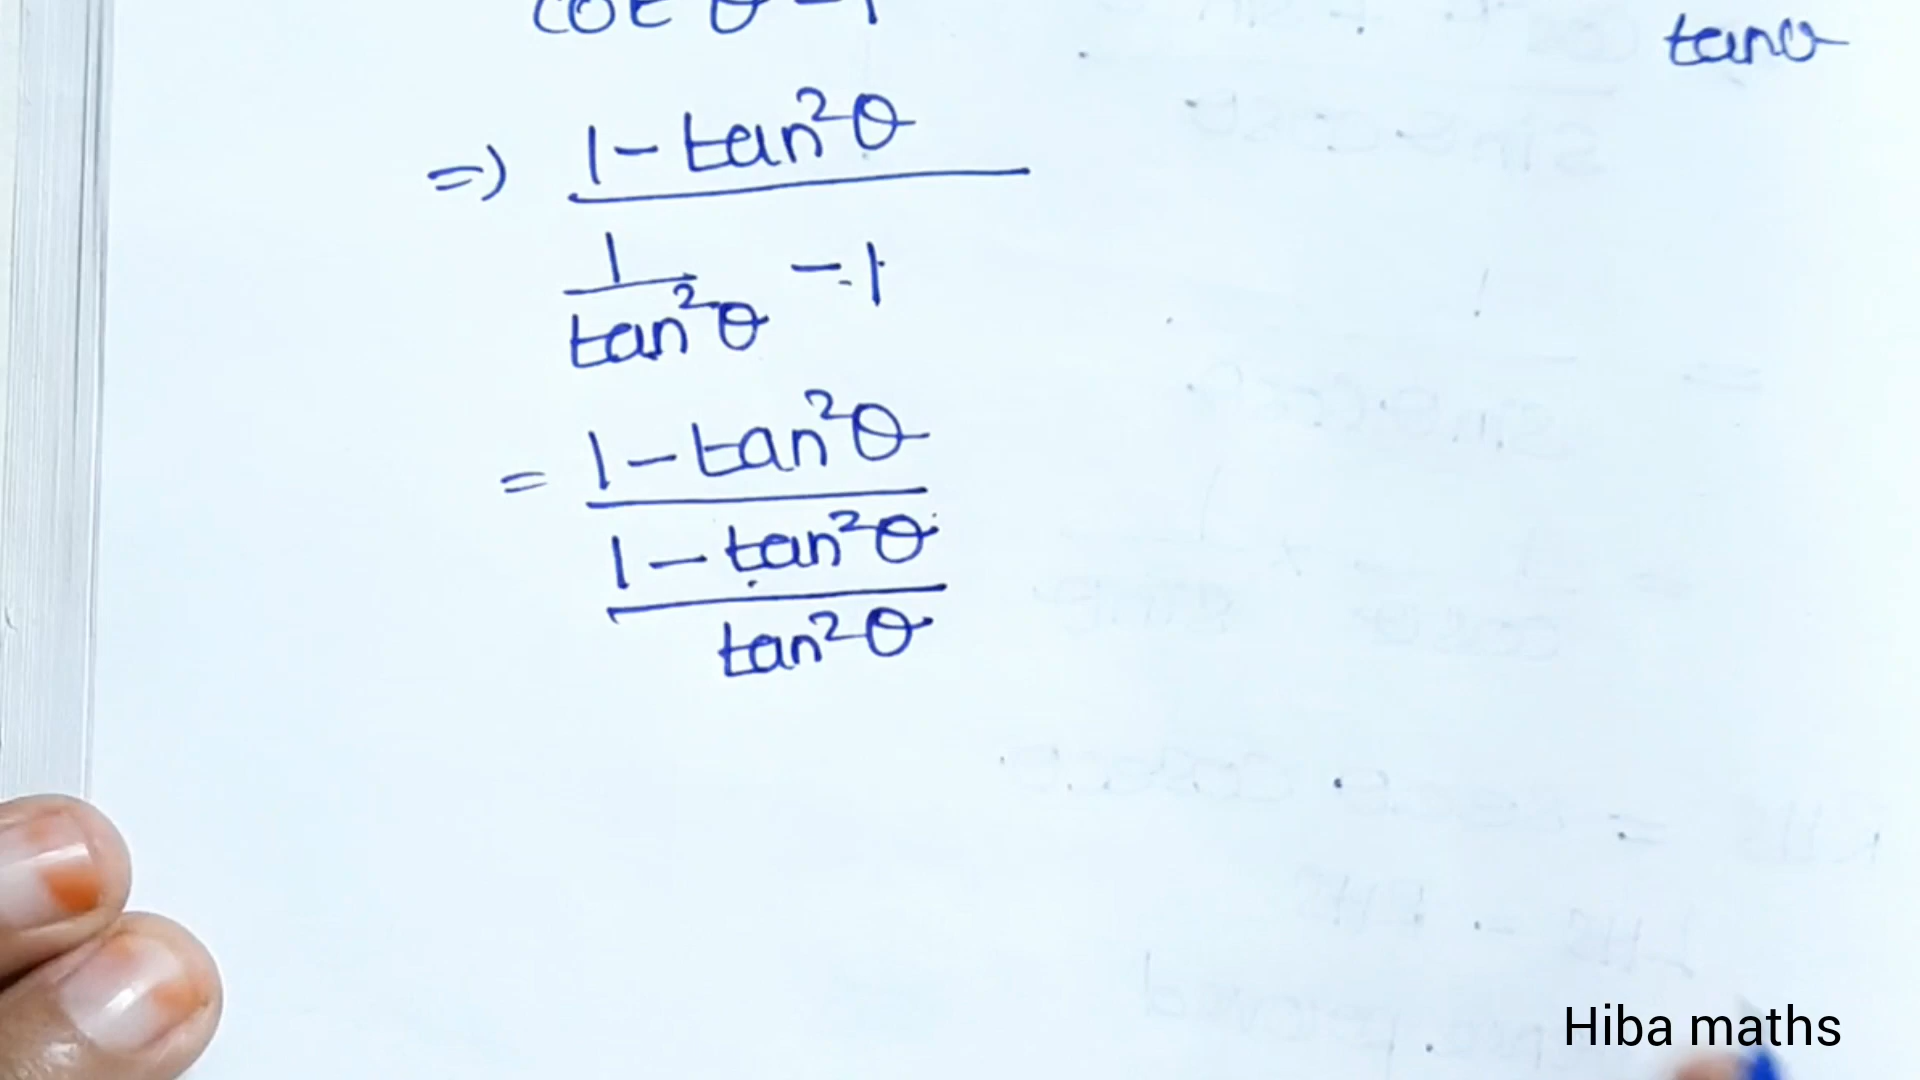 tanθ
=) 1 - tan²θ
1
- 1
tan²θ
= 1 - tan²θ
1 - tan²θ
tan²θ
Hiba maths